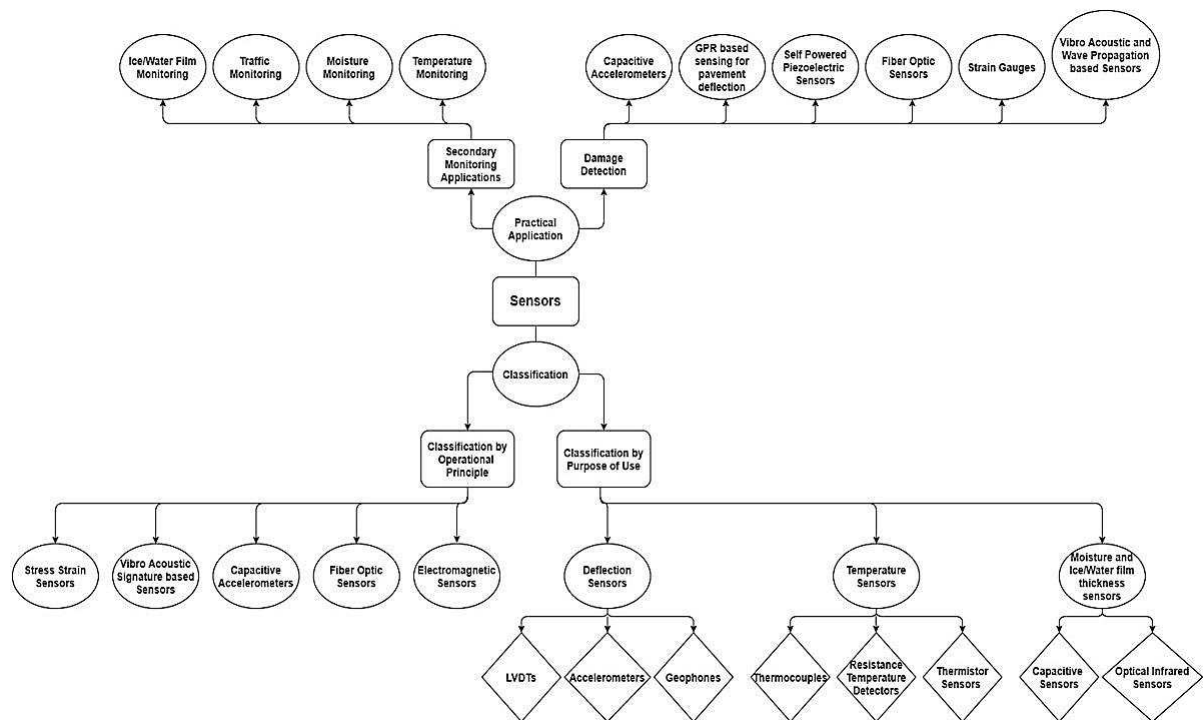 Ice/Water Film
Monitoring
Traffic
Monitoring
Moisture
Monitoring
Temperature
Monitoring
Capacitive
Accelerometers
GPR based
sensing for
pavement
deflection
Self Powered
Piezoelectric
Sensors
Fiber Optic
Sensors
Strain Gauges
Vibro Acoustic and
Wave Propagation
based Sensors
Secondary
Monitoring
Applications
Damage
Detection
Practical
Application
Sensors
Classification
Classification by
Operational
Principle
Classification by
Purpose of Use
Stress Strain
Sensors
Vibro Acoustic
Signature based
Sensors
Capacitive
Accelerometers
Fiber Optic
Sensors
Electromagnetic
Sensors
Deflection
Sensors
Temperature
Sensors
Moisture and
Ice/Water film
thickness
sensors
LVDTs
Accelerometers
Geophones
Thermocouples
Resistance
Temperature
Detectors
Thermistor
Sensors
Capacitive
Sensors
Optical Infrared
Sensors